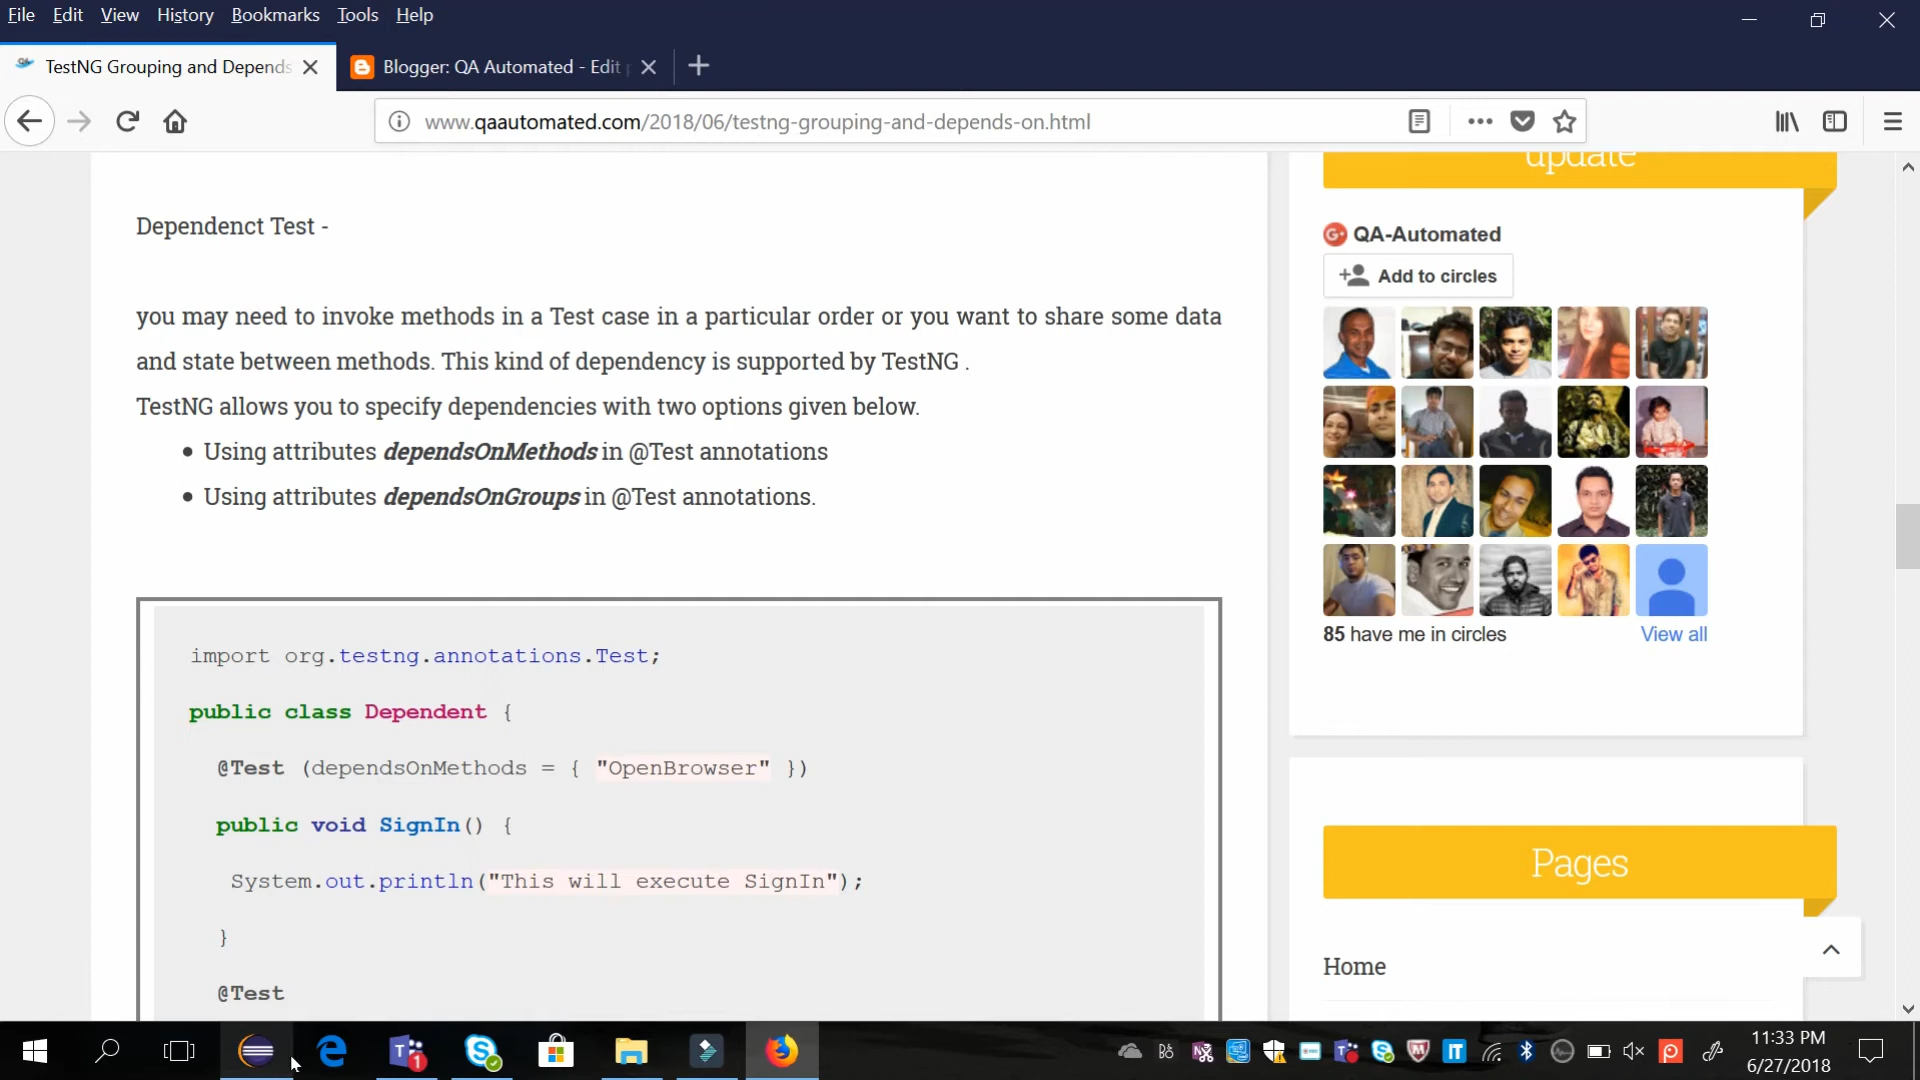 File Edit View History Bookmarks Tools Help
TestNG Grouping and Depends
Blogger: QA Automated - Edit
www.qaautomated.com/2018/06/testng-grouping-and-depends-on.html
update
Dependenct Test -
you may need to invoke methods in a Test case in a particular order or you want to share some data
and state between methods. This kind of dependency is supported by TestNG .
TestNG allows you to specify dependencies with two options given below.
Using attributes dependsOnMethods in @Test annotations
Using attributes dependsOnGroups in @Test annotations.
import org.testng.annotations.Test;
public class Dependent {
@Test (dependsOnMethods = { "OpenBrowser" })
public void SignIn() {
System.out.println("This will execute SignIn");
}
@Test
QA-Automated
Add to circles
85 have me in circles View all
Pages
Home
11:33 PM
6/27/2018